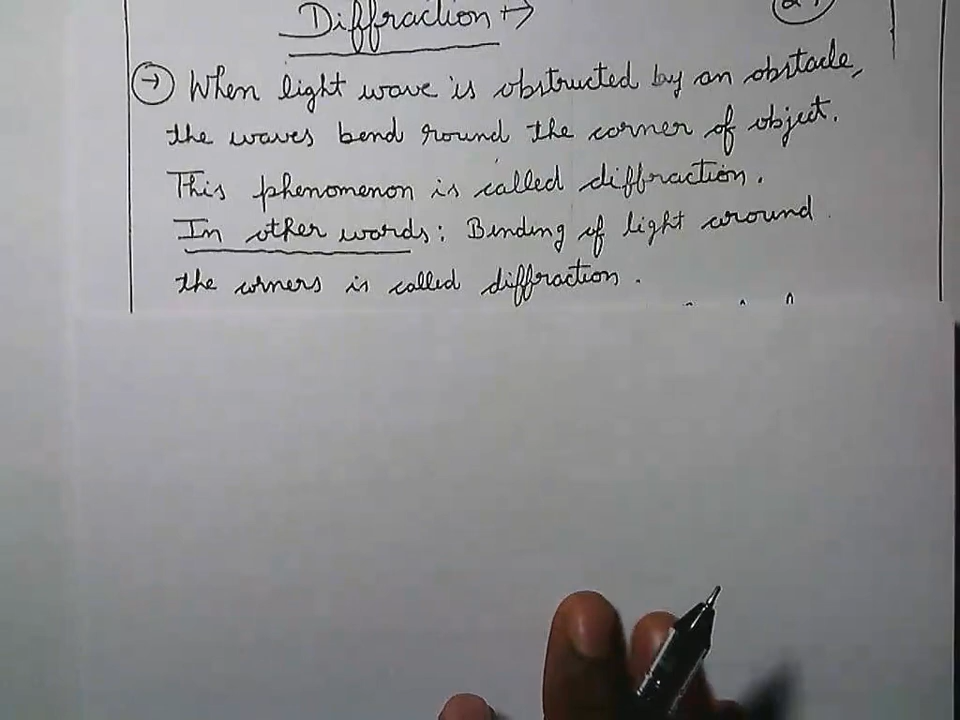 Diffraction →
→ When light wave is obstructed by an obstacle,
the waves bend round the corner of object.
This phenomenon is called diffraction.
In other words: Binding of light around
the corners is called diffraction.